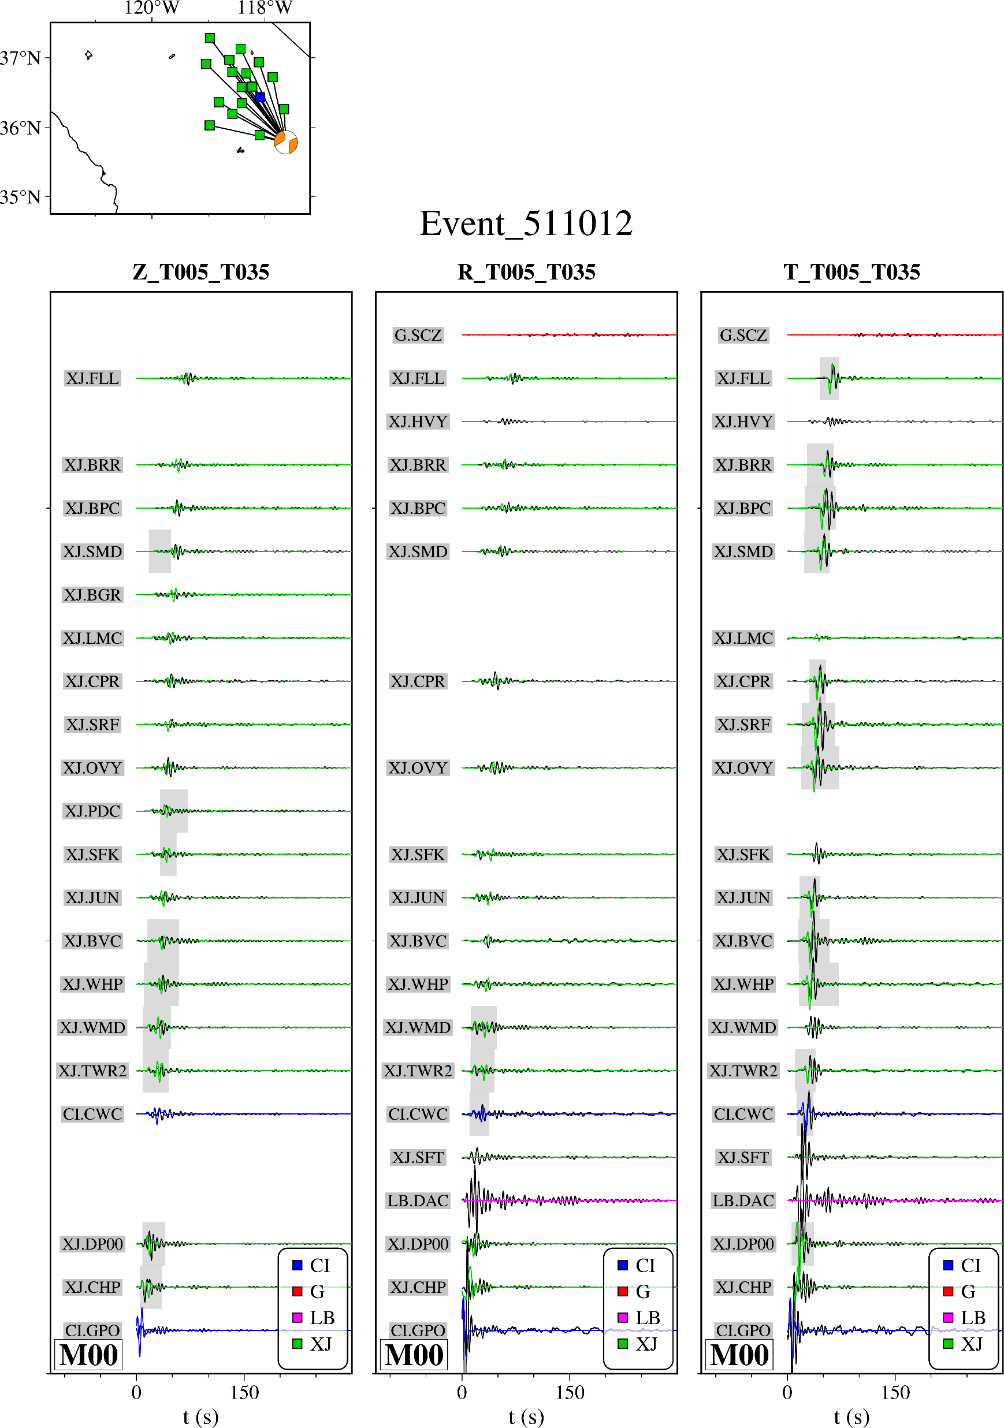 120°W 118°W
37°N
36°N
35°N
Event_511012
Z_T005_T035
XJ.FLL
XJ.BRR
XJ.BPC
XJ.SMD
XJ.BGR
XJ.LMC
XJ.CPR
XJ.SRF
XJ.OVY
XJ.PDC
XJ.SFK
XJ.JUN
XJ.BVC
XJ.WHP
XJ.WMD
XJ.TWR2
CI.CWC
XJ.DP00
XJ.CHP
CI.GPO
M00
CI
G
LB
XJ
0 150
t (s)
R_T005_T035
G.SCZ
XJ.FLL
XJ.HVY
XJ.BRR
XJ.BPC
XJ.SMD
XJ.CPR
XJ.OVY
XJ.SFK
XJ.JUN
XJ.BVC
XJ.WHP
XJ.WMD
XJ.TWR2
CI.CWC
XJ.SFT
LB.DAC
XJ.DP00
XJ.CHP
CI.GPO
M00
CI
G
LB
XJ
0 150
t (s)
T_T005_T035
G.SCZ
XJ.FLL
XJ.HVY
XJ.BRR
XJ.BPC
XJ.SMD
XJ.LMC
XJ.CPR
XJ.SRF
XJ.OVY
XJ.SFK
XJ.JUN
XJ.BVC
XJ.WHP
XJ.WMD
XJ.TWR2
CI.CWC
XJ.SFT
LB.DAC
XJ.DP00
XJ.CHP
CI.GPO
M00
CI
G
LB
XJ
0 150
t (s)